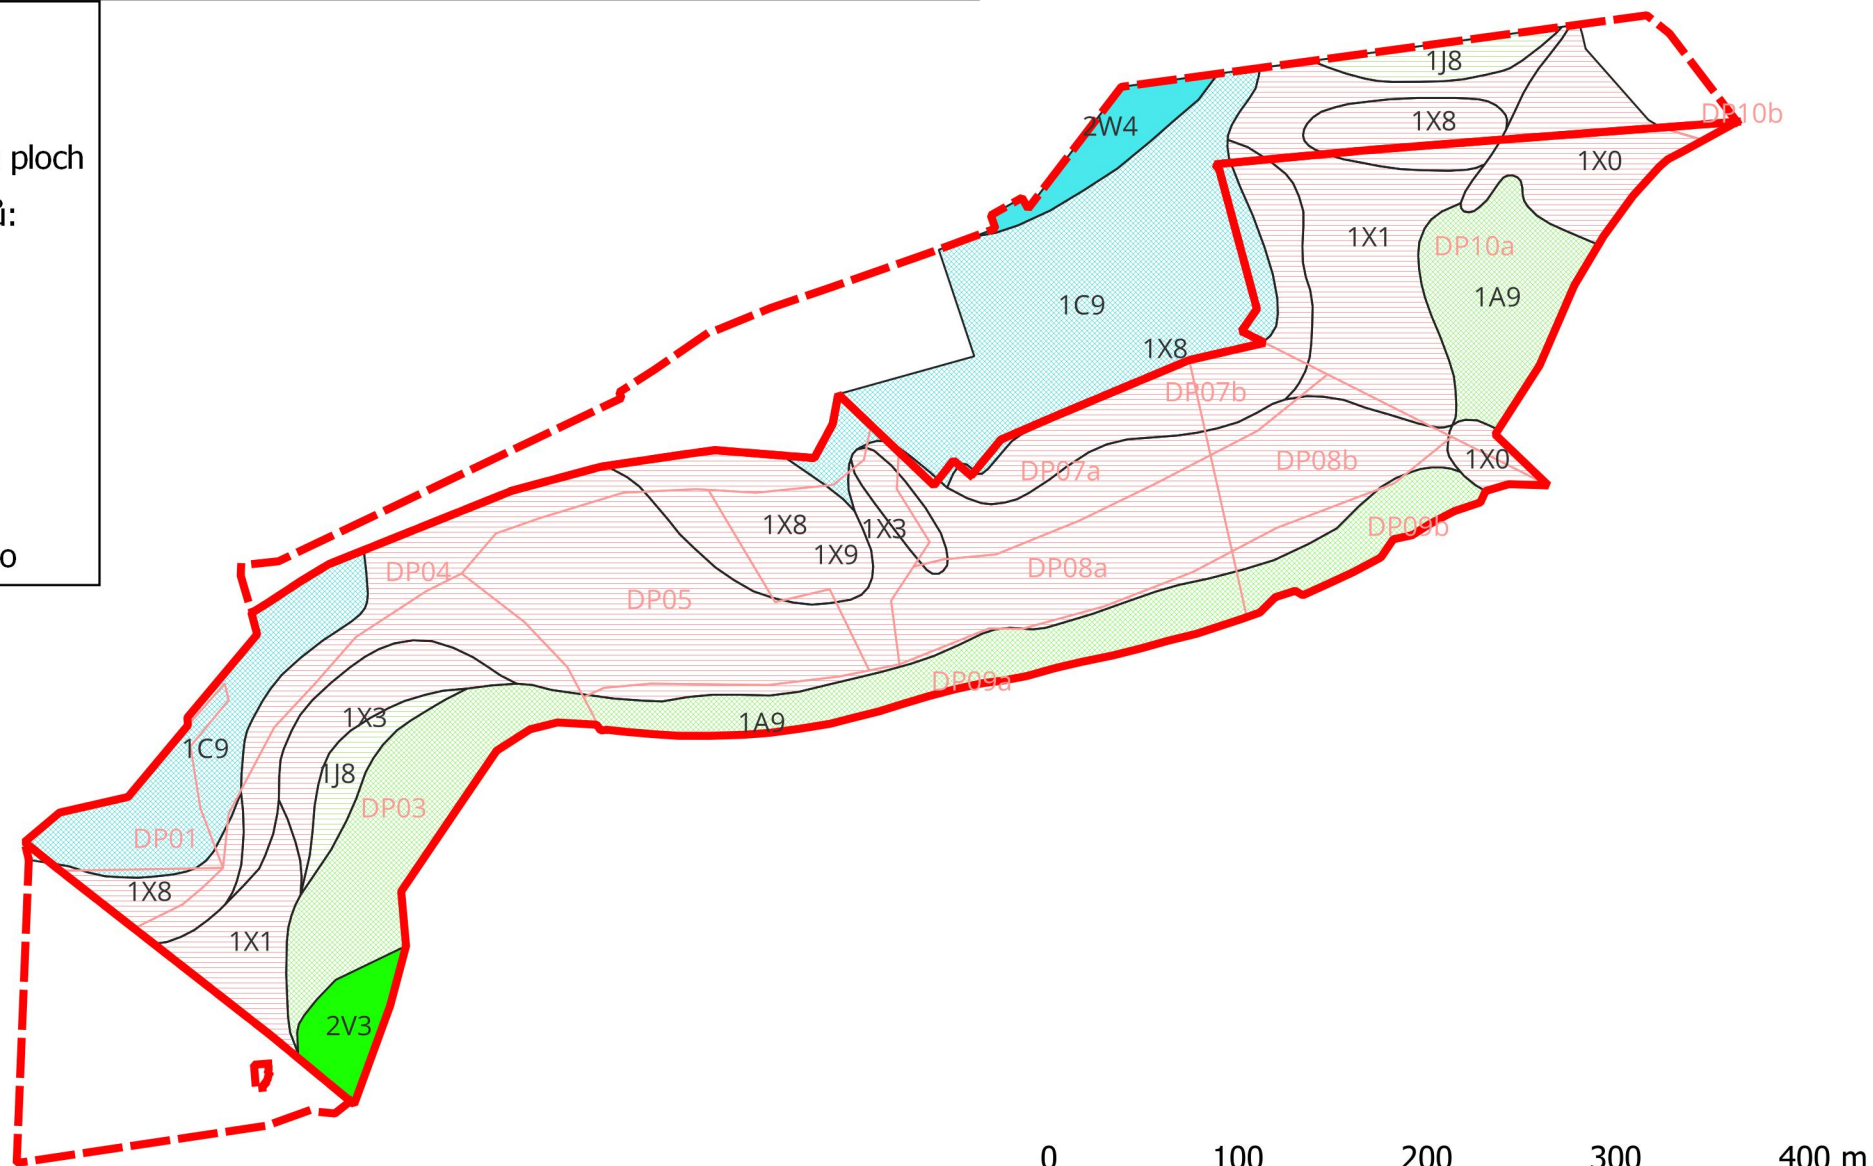 ploch
ů:
o
1J8
2W4
1X8
DP10b
1X0
1X1
DP10a
1A9
1C9
1X8
DP07b
1X0
DP07a
DP08b
1X8
1X3
1X9
DP09b
DP04
DP05
DP08a
DP09a
1X3
1A9
1C9
1J8
DP03
DP01
1X8
1X1
2V3
0 100 200 300 400 m